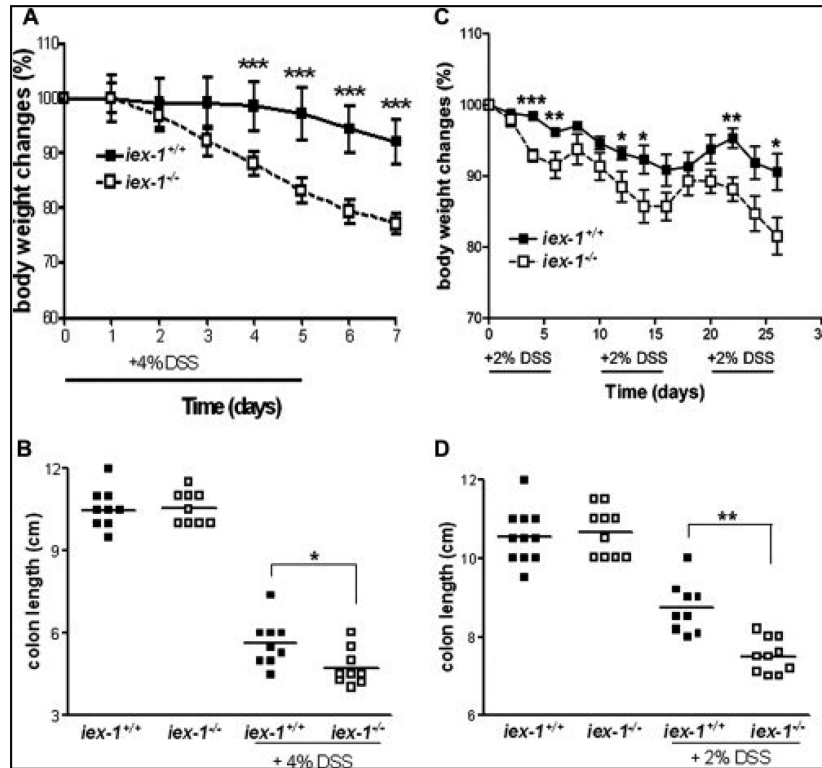 A
body weight changes (%)
110
100
90
80
70
60
*** *** *** ***
iex-1+/+
iex-1-/-
0 1 2 3 4 5 6 7
+4% DSS
Time (days)
B
colon length (cm)
12
9
6
3
*
iex-1+/+ iex-1-/- iex-1+/+ iex-1-/-
+ 4% DSS
C
body weight changes (%)
110
100
90
80
70
*** ** * * ** *
iex-1+/+
iex-1-/-
0 5 10 15 20 25 30
+2% DSS +2% DSS +2% DSS
Time (days)
D
colon length (cm)
12
10
8
6
**
iex-1+/+ iex-1-/- iex-1+/+ iex-1-/-
+ 2% DSS